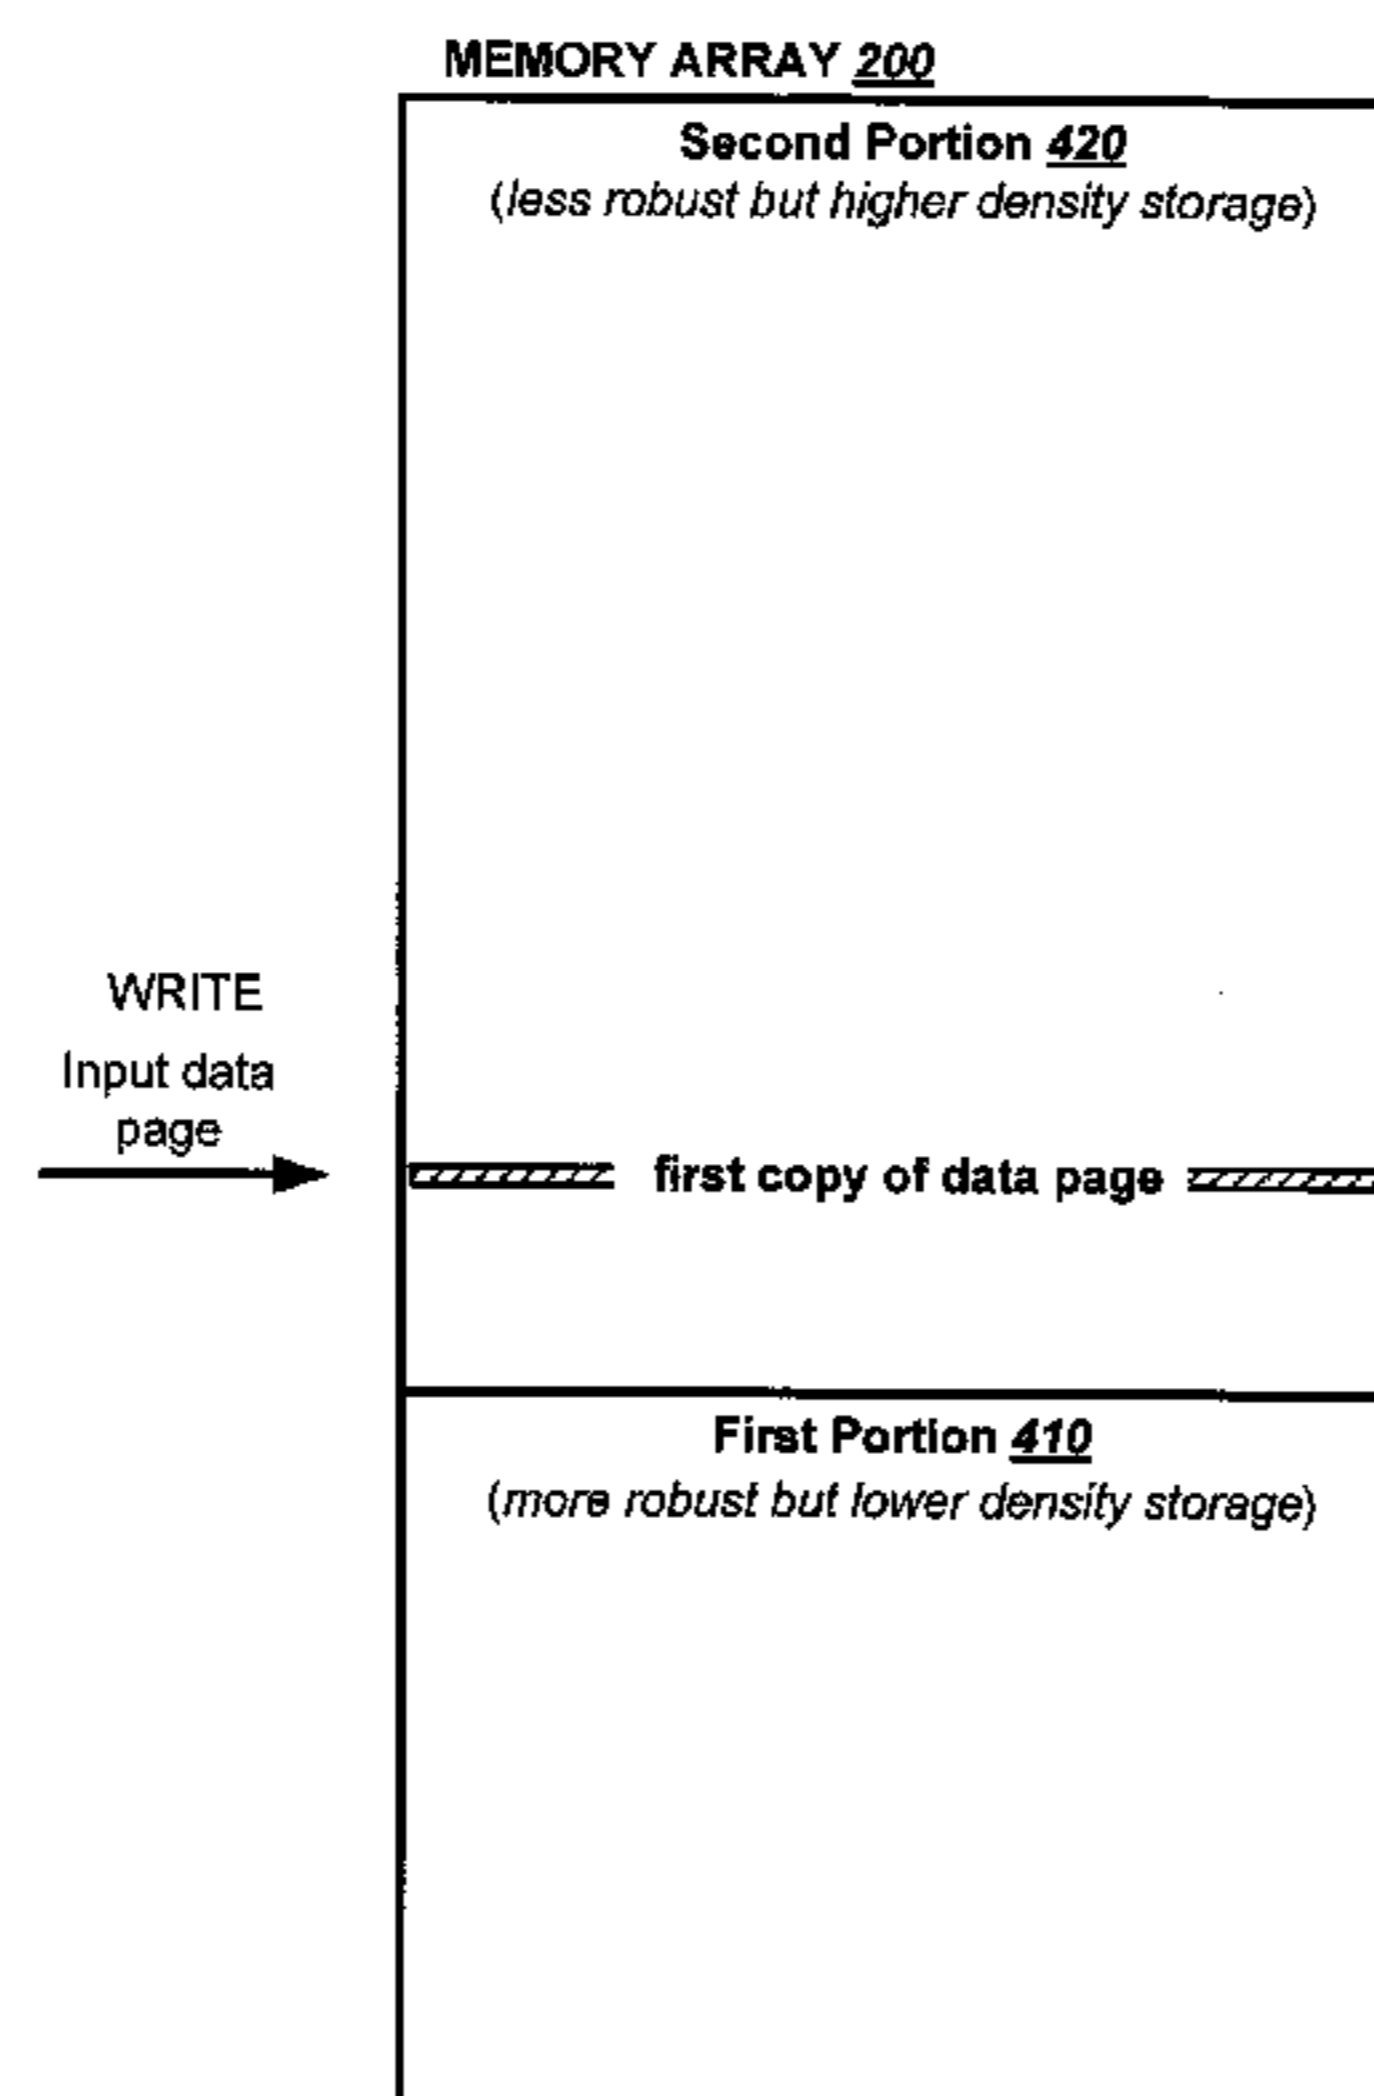 MEMORY ARRAY 200
Second Portion 420
(less robust but higher density storage)
WRITE
Input data
page
first copy of data page
First Portion 410
(more robust but lower density storage)